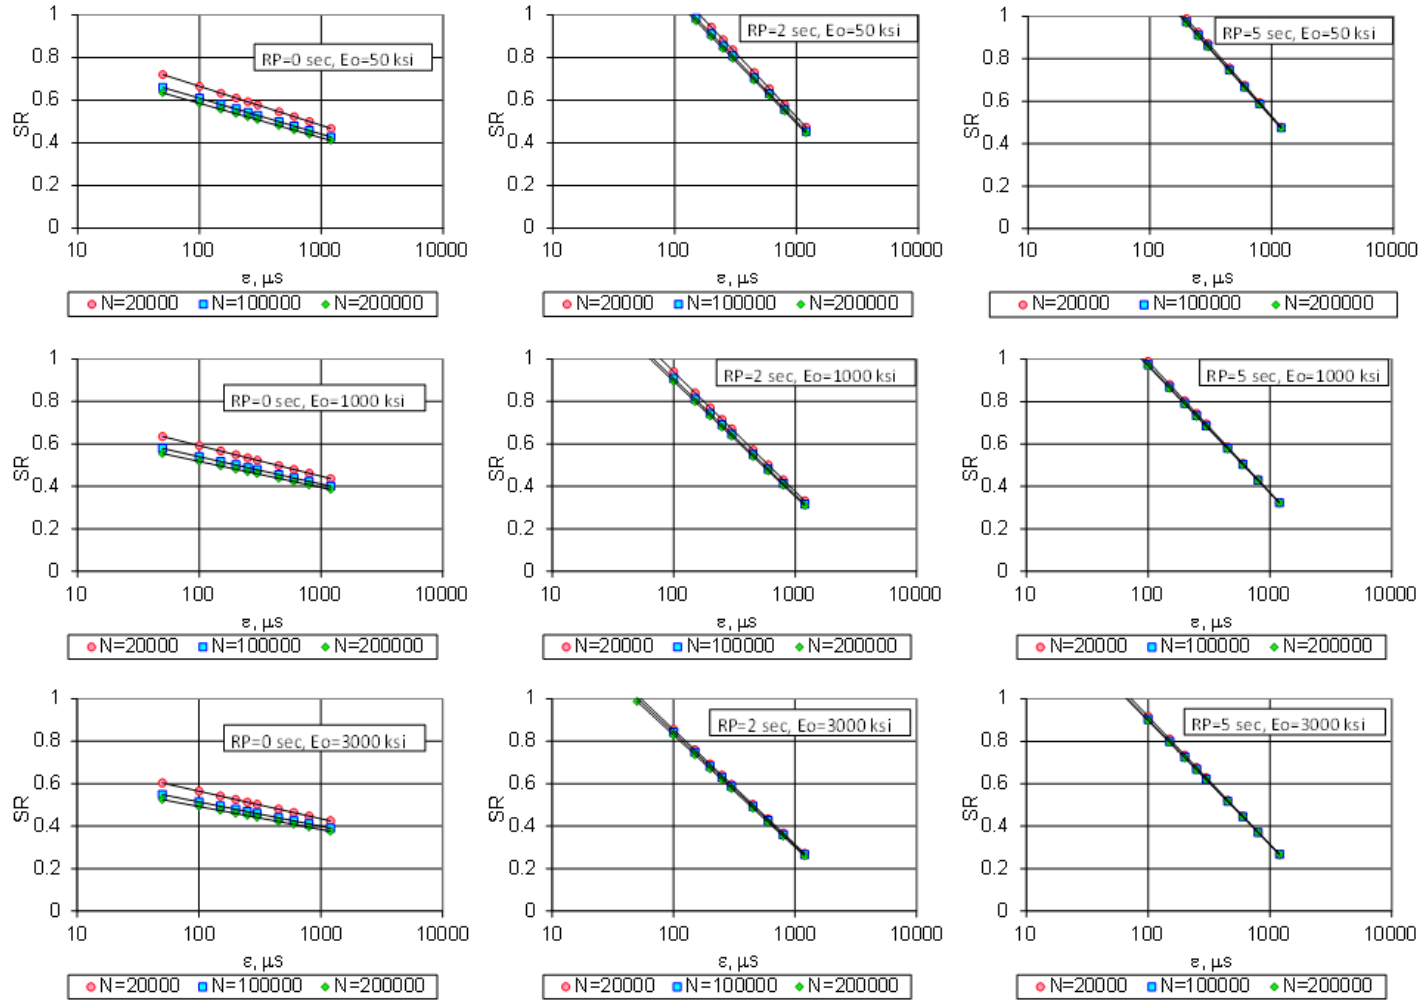 RP=0 sec, Eo=50 ksi
SR
1
0.8
0.6
0.4
0.2
0
10 100 1000 10000
ε, μs
N=20000 N=100000 N=200000
RP=2 sec, Eo=50 ksi
SR
1
0.8
0.6
0.4
0.2
0
10 100 1000 10000
ε, μs
N=20000 N=100000 N=200000
RP=5 sec, Eo=50 ksi
SR
1
0.8
0.6
0.4
0.2
0
10 100 1000 10000
ε, μs
N=20000 N=100000 N=200000
RP=0 sec, Eo=1000 ksi
SR
1
0.8
0.6
0.4
0.2
0
10 100 1000 10000
ε, μs
N=20000 N=100000 N=200000
RP=2 sec, Eo=1000 ksi
SR
1
0.8
0.6
0.4
0.2
0
10 100 1000 10000
ε, μs
N=20000 N=100000 N=200000
RP=5 sec, Eo=1000 ksi
SR
1
0.8
0.6
0.4
0.2
0
10 100 1000 10000
ε, μs
N=20000 N=100000 N=200000
RP=0 sec, Eo=3000 ksi
SR
1
0.8
0.6
0.4
0.2
0
10 100 1000 10000
ε, μs
N=20000 N=100000 N=200000
RP=2 sec, Eo=3000 ksi
SR
1
0.8
0.6
0.4
0.2
0
10 100 1000 10000
ε, μs
N=20000 N=100000 N=200000
RP=5 sec, Eo=3000 ksi
SR
1
0.8
0.6
0.4
0.2
0
10 100 1000 10000
ε, μs
N=20000 N=100000 N=200000